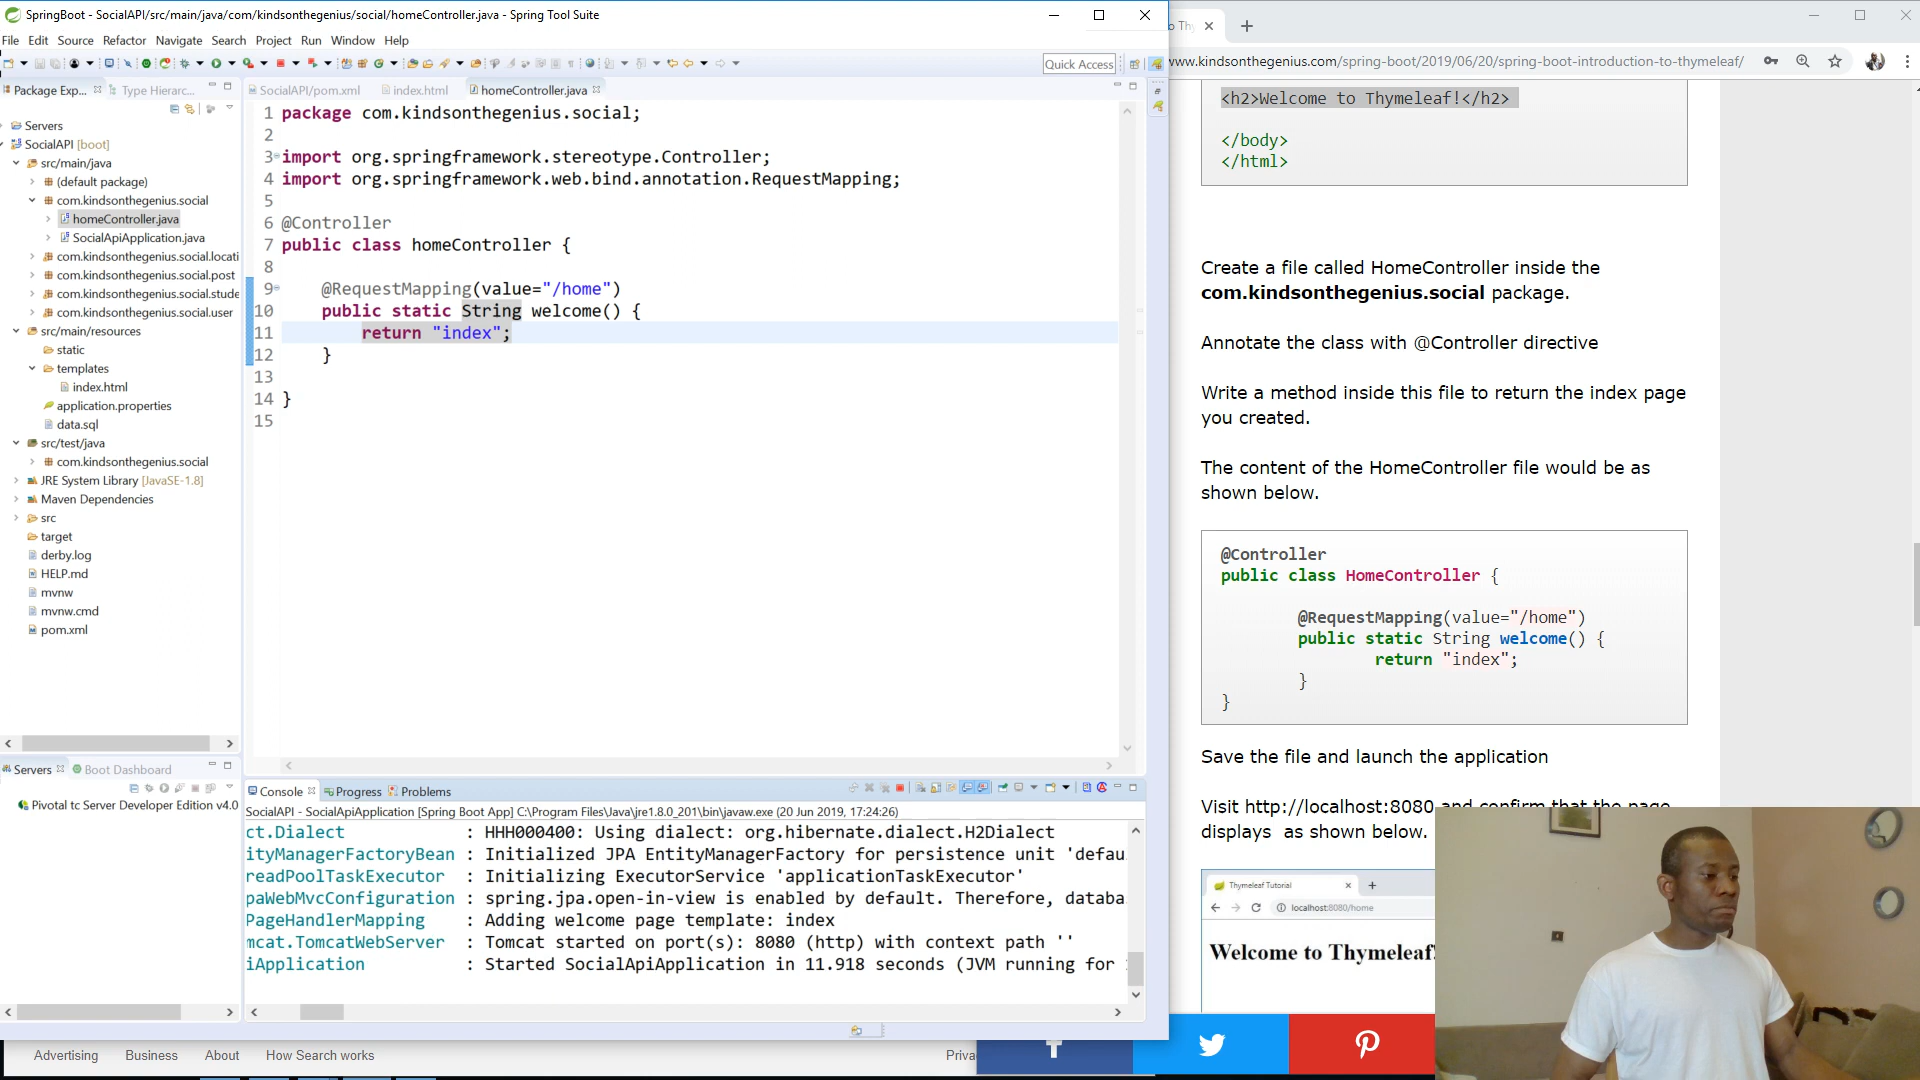 SpringBoot - SocialAPI/src/main/java/com/kindsonthegenius/social/homeController.java - Spring Tool Suite
File Edit Source Refactor Navigate Search Project Run Window Help
Quick Access
Package Exp...
Type Hierarc...
Servers
SocialAPI [boot]
src/main/java
(default package)
com.kindsonthegenius.social
homeController.java
SocialApiApplication.java
com.kindsonthegenius.social.locati
com.kindsonthegenius.social.post
com.kindsonthegenius.social.stude
com.kindsonthegenius.social.user
src/main/resources
static
templates
index.html
application.properties
data.sql
src/test/java
com.kindsonthegenius.social
JRE System Library [JavaSE-1.8]
Maven Dependencies
src
target
derby.log
HELP.md
mvnw
mvnw.cmd
pom.xml
Servers
Boot Dashboard
Pivotal tc Server Developer Edition v4.0
SocialAPI/pom.xml
index.html
homeController.java
1 package com.kindsonthegenius.social;
2
3 import org.springframework.stereotype.Controller;
4 import org.springframework.web.bind.annotation.RequestMapping;
5
6 @Controller
7 public class homeController {
8
9 @RequestMapping(value="/home")
10 public static String welcome() {
11 return "index";
12 }
13
14 }
15
Console
Progress
Problems
SocialAPI - SocialApiApplication [Spring Boot App] C:\Program Files\Java\jre1.8.0_201\bin\javaw.exe (20 Jun 2019, 17:24:26)
ct.Dialect : HHH000400: Using dialect: org.hibernate.dialect.H2Dialect
ityManagerFactoryBean : Initialized JPA EntityManagerFactory for persistence unit 'defau
readPoolTaskExecutor : Initializing ExecutorService 'applicationTaskExecutor'
paWebMvcConfiguration : spring.jpa.open-in-view is enabled by default. Therefore, databa
PageHandlerMapping : Adding welcome page template: index
mcat.TomcatWebServer : Tomcat started on port(s): 8080 (http) with context path ''
iApplication : Started SocialApiApplication in 11.918 seconds (JVM running for
Advertising Business About How Search works
Priva
o Th
www.kindsonthegenius.com/spring-boot/2019/06/20/spring-boot-introduction-to-thymeleaf/
<h2>Welcome to Thymeleaf!</h2>
</body>
</html>
Create a file called HomeController inside the
com.kindsonthegenius.social package.
Annotate the class with @Controller directive
Write a method inside this file to return the index page
you created.
The content of the HomeController file would be as
shown below.
@Controller
public class HomeController {
@RequestMapping(value="/home")
public static String welcome() {
return "index";
}
}
Save the file and launch the application
Visit http://localhost:8080 and confirm that the page
displays as shown below.
Thymeleaf Tutorial
localhost:8080/home
Welcome to Thymeleaf!